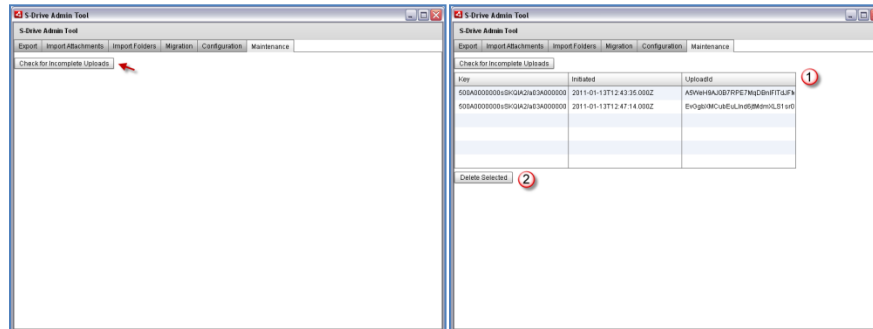 S-Drive Admin Tool
S-Drive Admin Tool
Export Import Attachments Import Folders Migration Configuration Maintenance
Check for Incomplete Uploads
S-Drive Admin Tool
S-Drive Admin Tool
Export Import Attachments Import Folders Migration Configuration Maintenance
Check for Incomplete Uploads
1
Key Initiated UploadId
2011-01-13T12:43:35.000Z
2011-01-13T12:47:14.000Z
Delete Selected
2